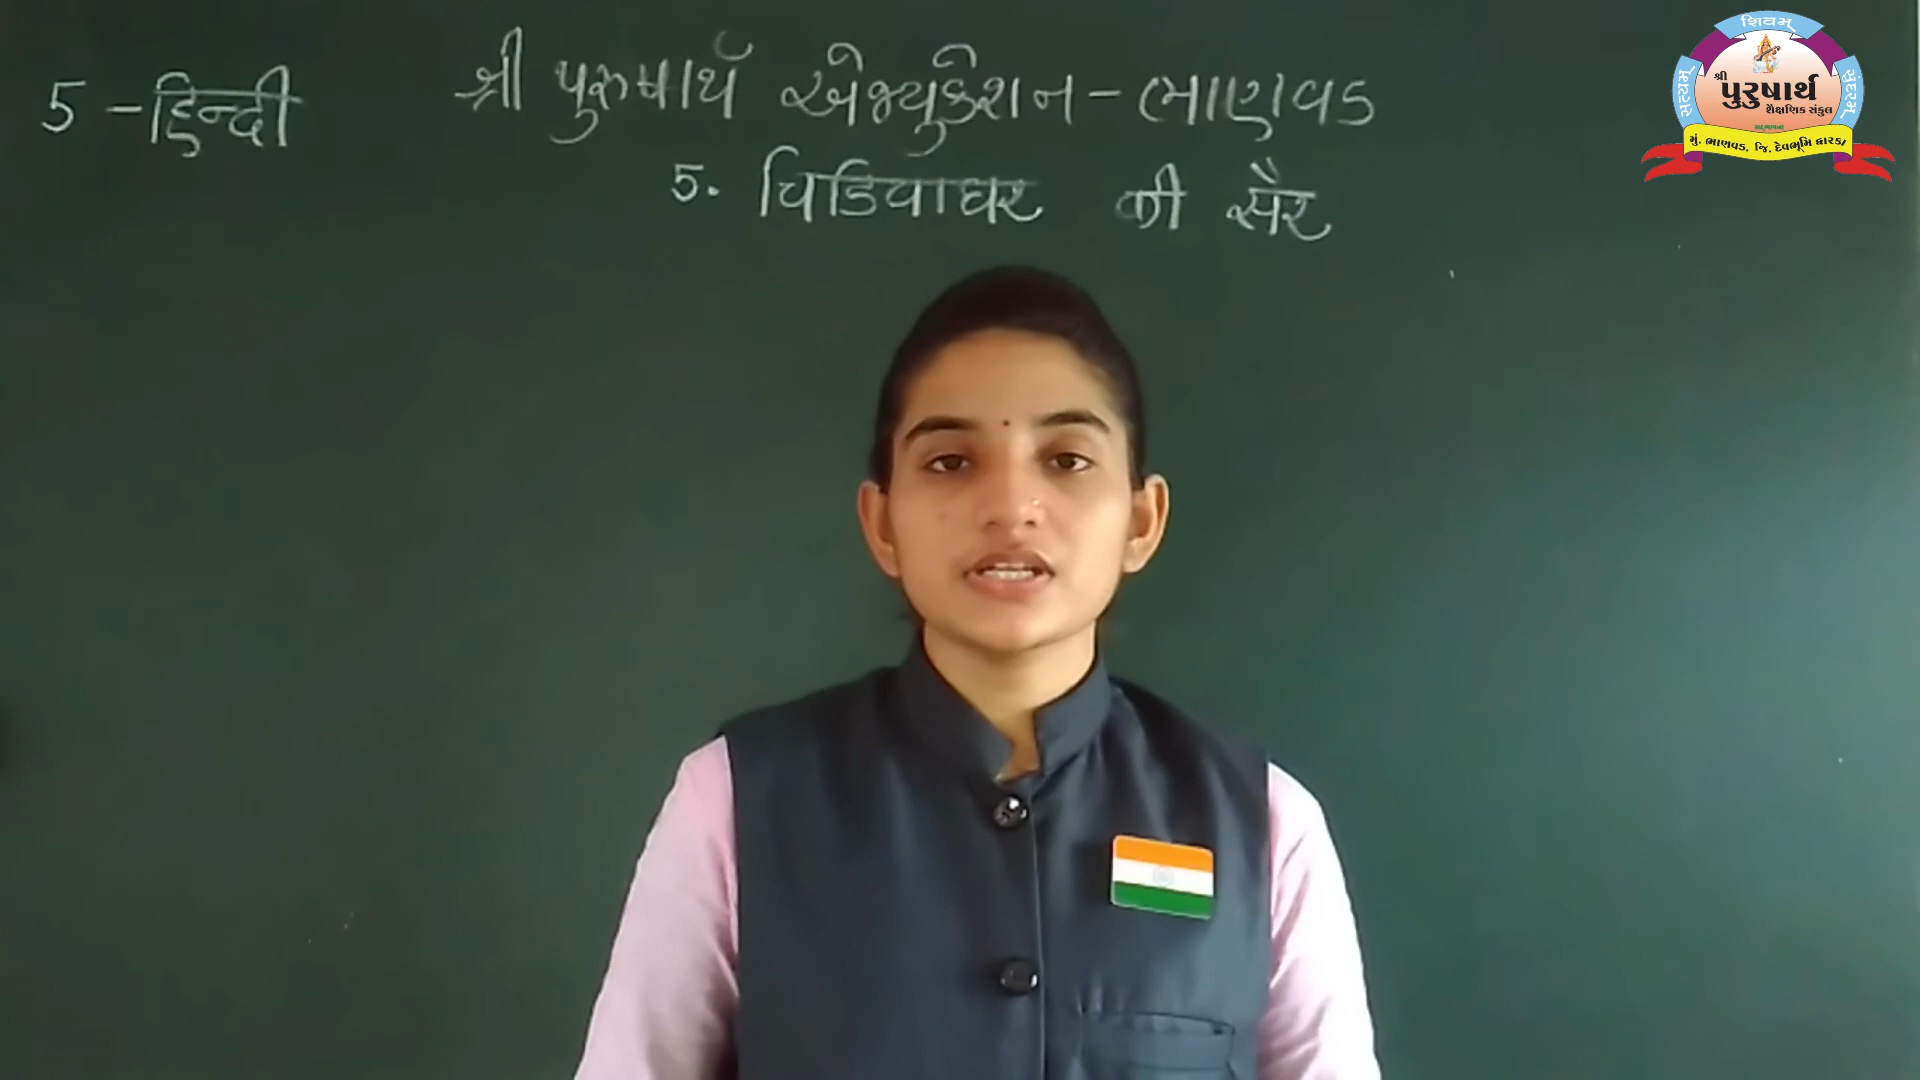 5 - हिन्दी
શ્રી પુરુષાર્થ એજ્યુકેશન - ભાણવડ
5. चिडियाघर की सैर
શિવમ્
સત્યમ્
સુંદરમ્
શ્રી
પુરુષાર્થ
શૈક્ષણિક સંકુલ
મું. ભાણવડ, જિ. દેવભૂમિ દ્વારકા